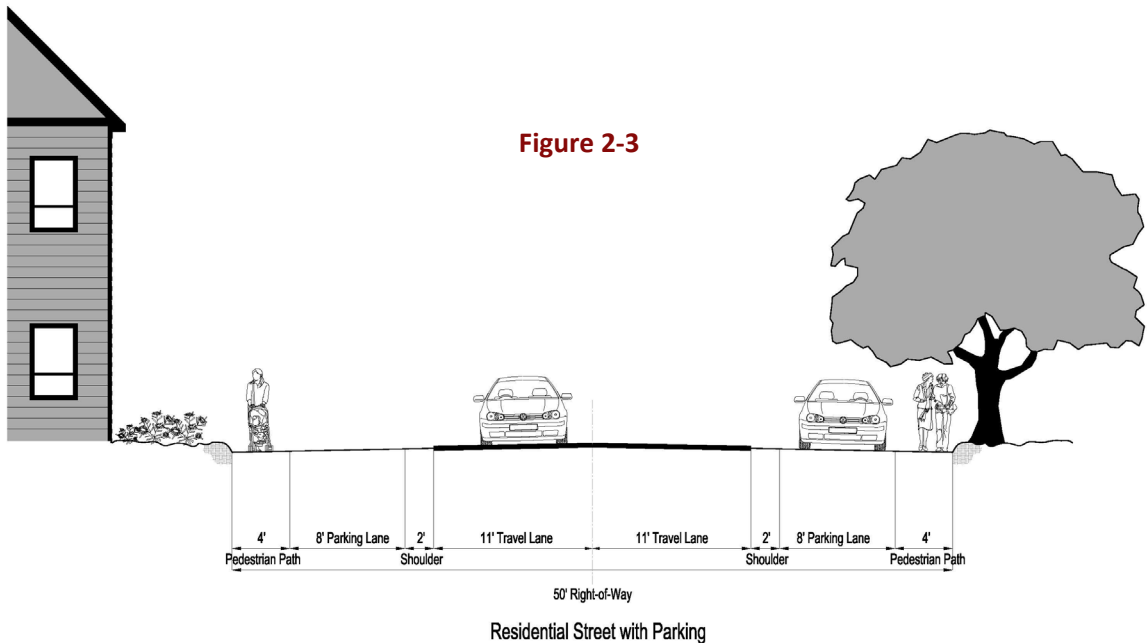 Figure 2-3
4' 8' Parking Lane 2' 11' Travel Lane 11' Travel Lane 2' 8' Parking Lane 4'
Pedestrian Path Shoulder Shoulder Pedestrian Path
50' Right-of-Way
Residential Street with Parking